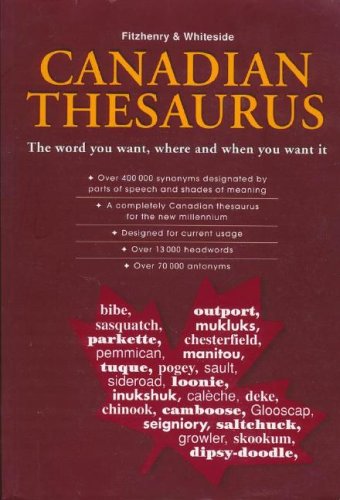 Fitzhenry & Whiteside
CANADIAN
THESAURUS
The word you want, where and when you want it
✦ Over 400 000 synonyms designated by
parts of speech and shades of meaning
✦ A completely Canadian thesaurus
for the new millennium
✦ Designed for current usage
✦ Over 13 000 headwords
✦ Over 70 000 antonyms
bibe, outport,
sasquatch, mukluks,
parkette, chesterfield,
pemmican, manitou,
tuque, pogey, sault,
sideroad, loonie,
inukshuk, calèche, deke,
chinook, camboose, Glooscap,
seigniory, saltchuck,
growler, skookum,
dipsy-doodle,